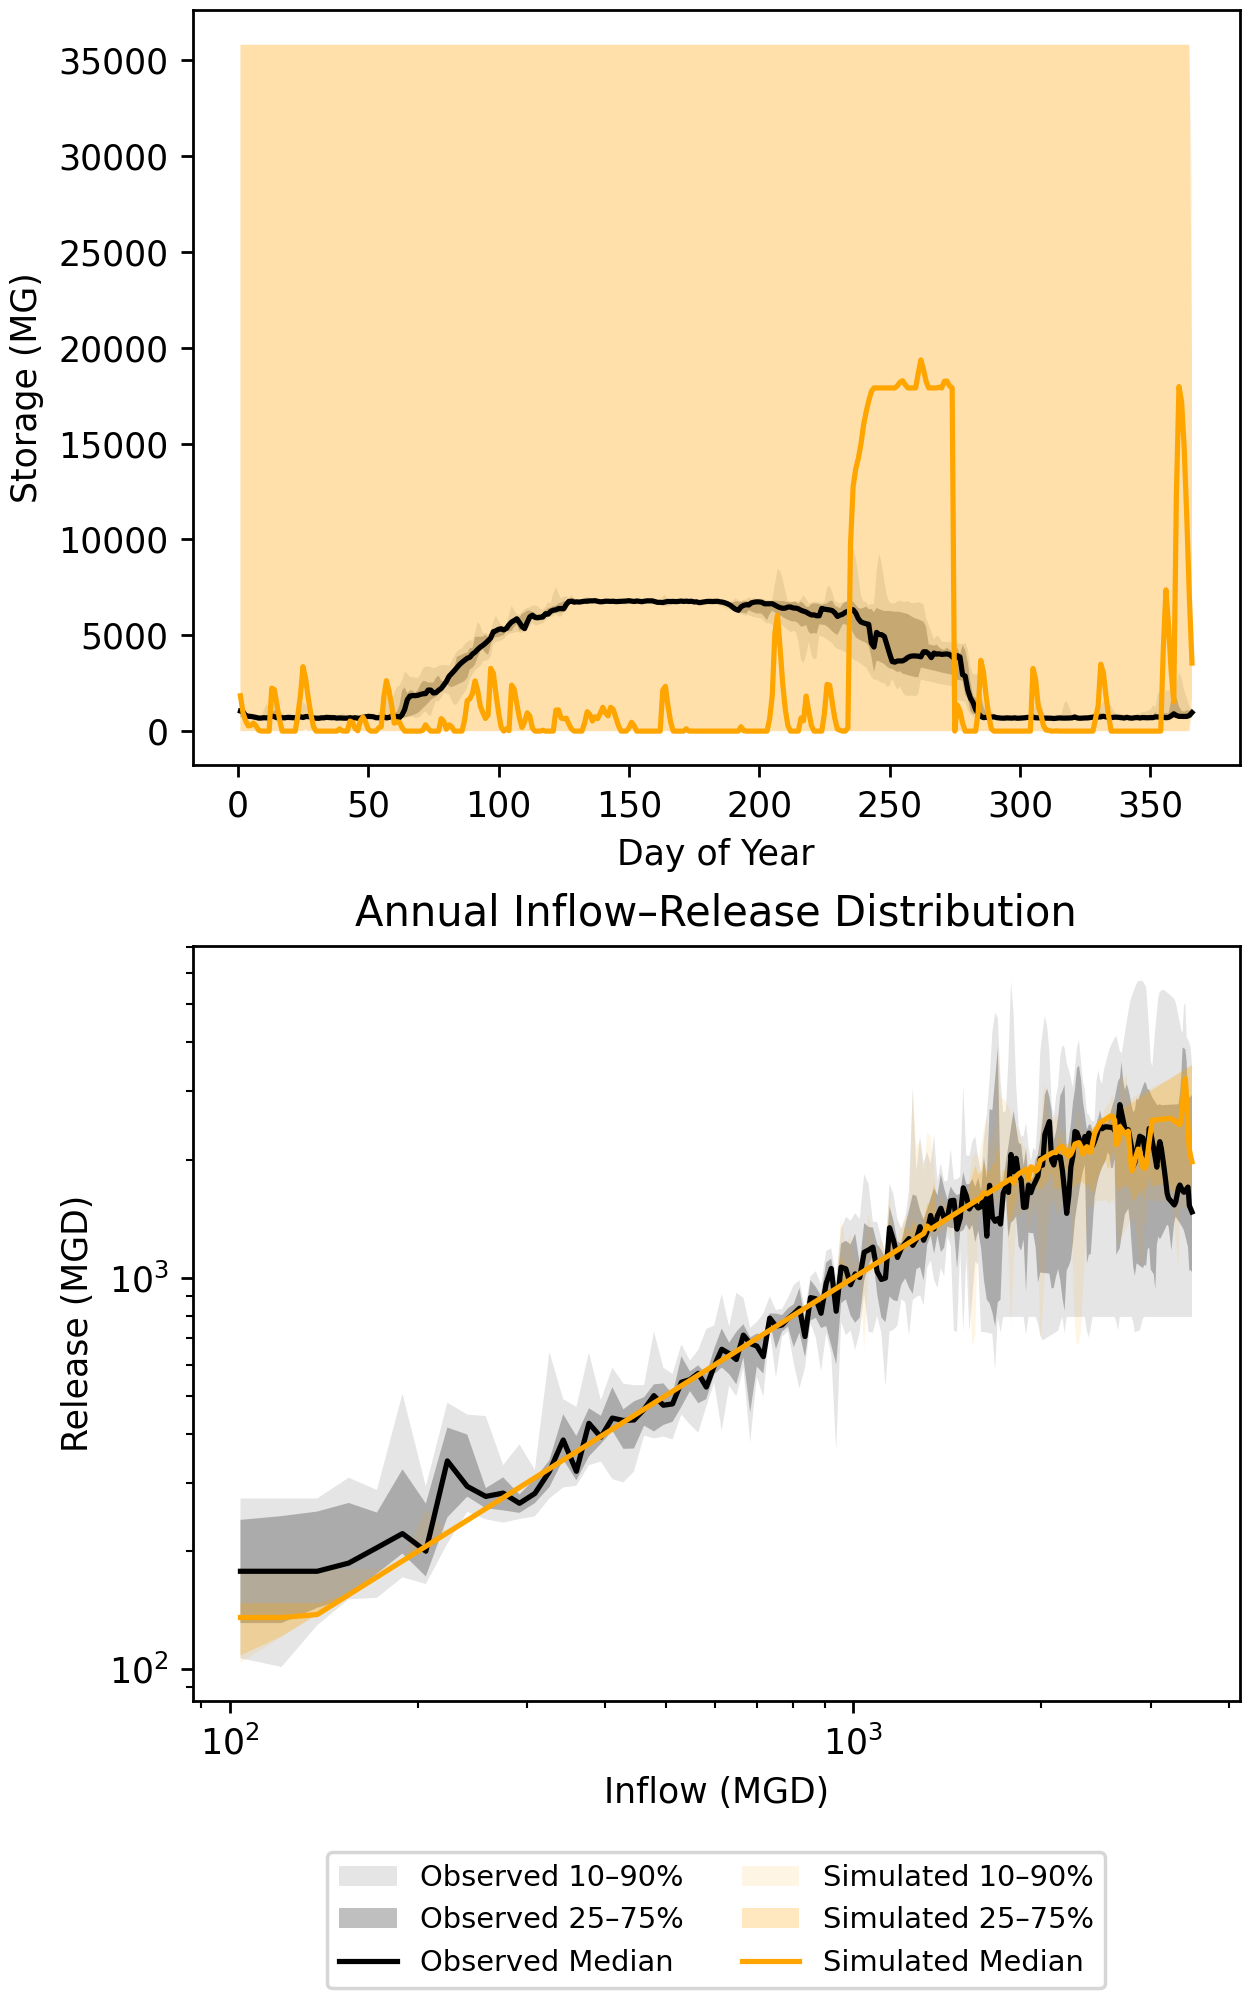 35000
30000
25000
20000
15000
10000
5000
0
Storage (MG)
0 50 100 150 200 250 300 350
Day of Year
Annual Inflow–Release Distribution
10³
10²
Release (MGD)
10² 10³
Inflow (MGD)
Observed 10–90% Simulated 10–90%
Observed 25–75% Simulated 25–75%
Observed Median Simulated Median